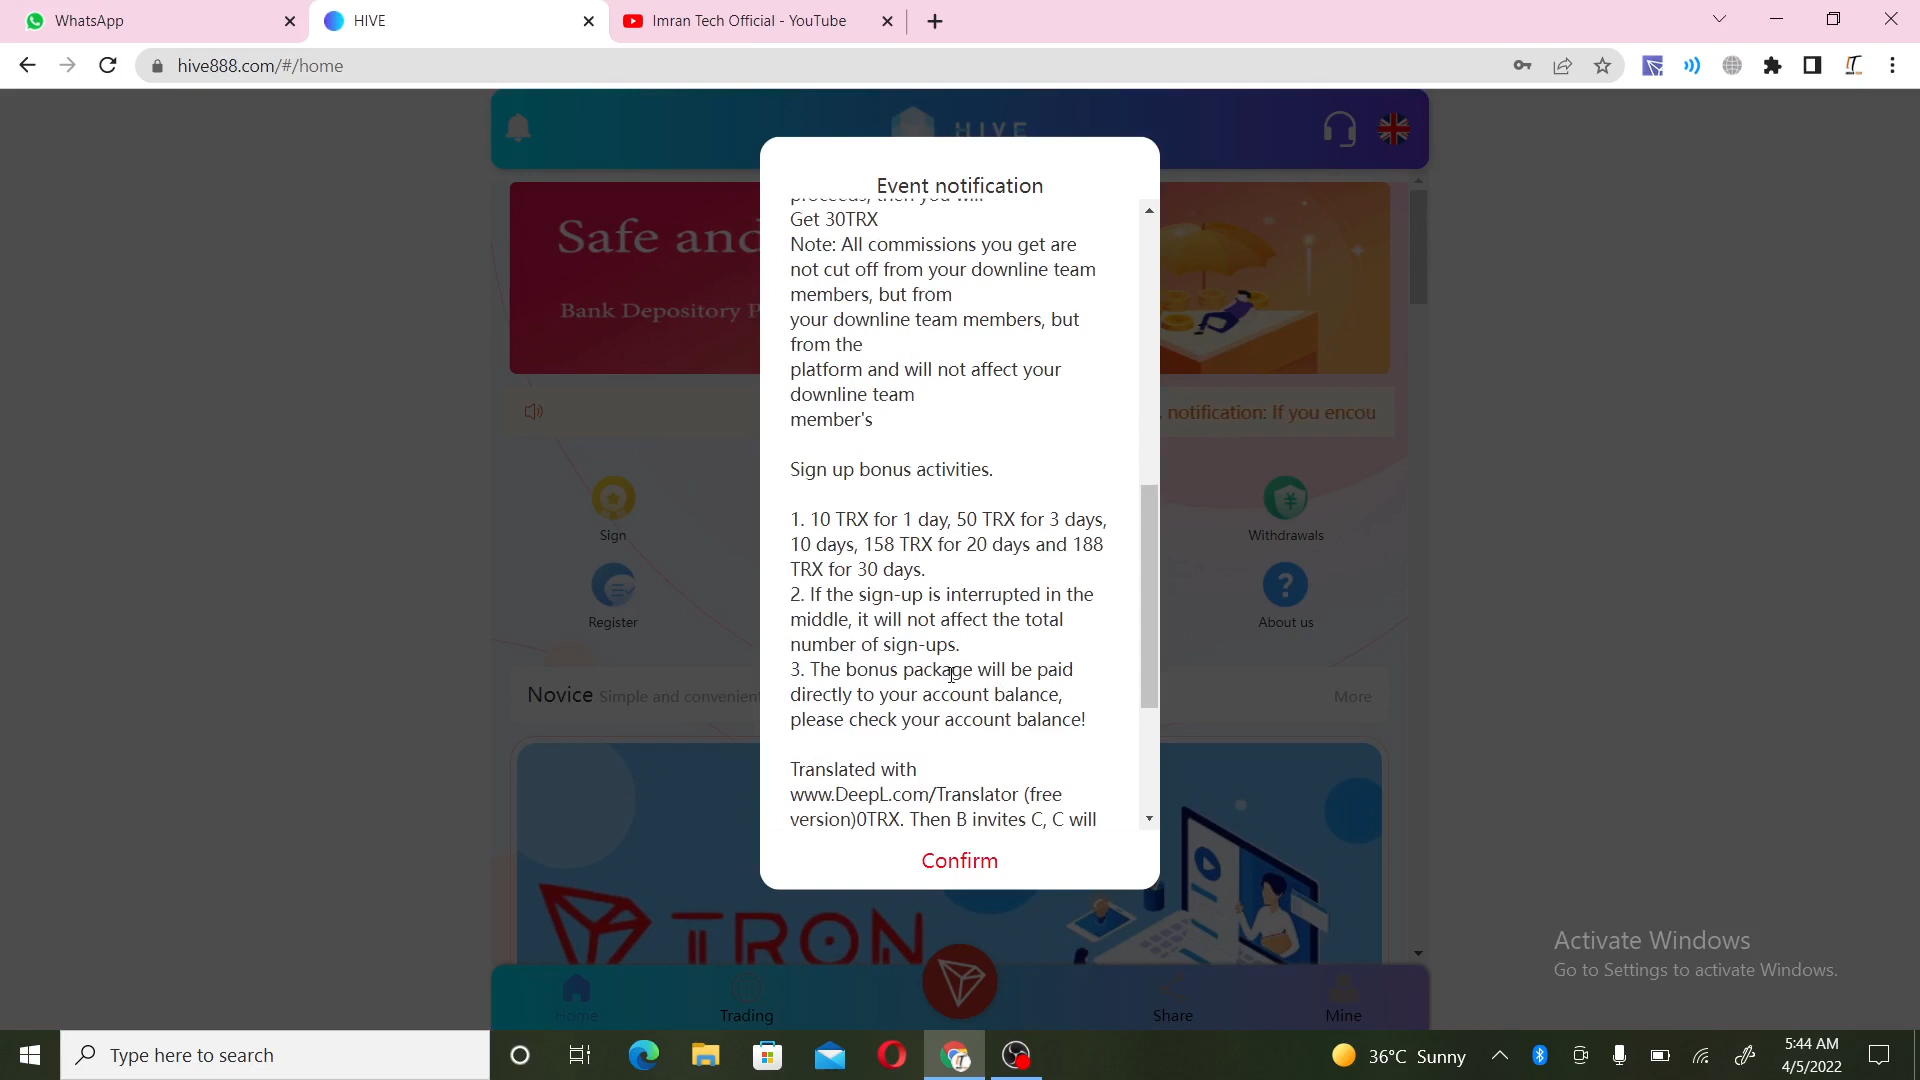 WhatsApp
HIVE
Imran Tech Official - YouTube
hive888.com/#/home
HIVE
Safe and
Bank Depository P
Event notification
proceeds, then you will
Get 30TRX
Note: All commissions you get are
not cut off from your downline team
members, but from
your downline team members, but
from the
platform and will not affect your
downline team
member's
Sign up bonus activities.
1. 10 TRX for 1 day, 50 TRX for 3 days,
10 days, 158 TRX for 20 days and 188
TRX for 30 days.
2. If the sign-up is interrupted in the
middle, it will not affect the total
number of sign-ups.
3. The bonus package will be paid
directly to your account balance,
please check your account balance!
Translated with
www.DeepL.com/Translator (free
version)0TRX. Then B invites C, C will
Confirm
notification: If you encou
Sign
Withdrawals
Register
About us
Novice Simple and convenien
More
TRON
Home
Trading
Share
Mine
Activate Windows
Go to Settings to activate Windows.
Type here to search
36°C Sunny
5:44 AM
4/5/2022